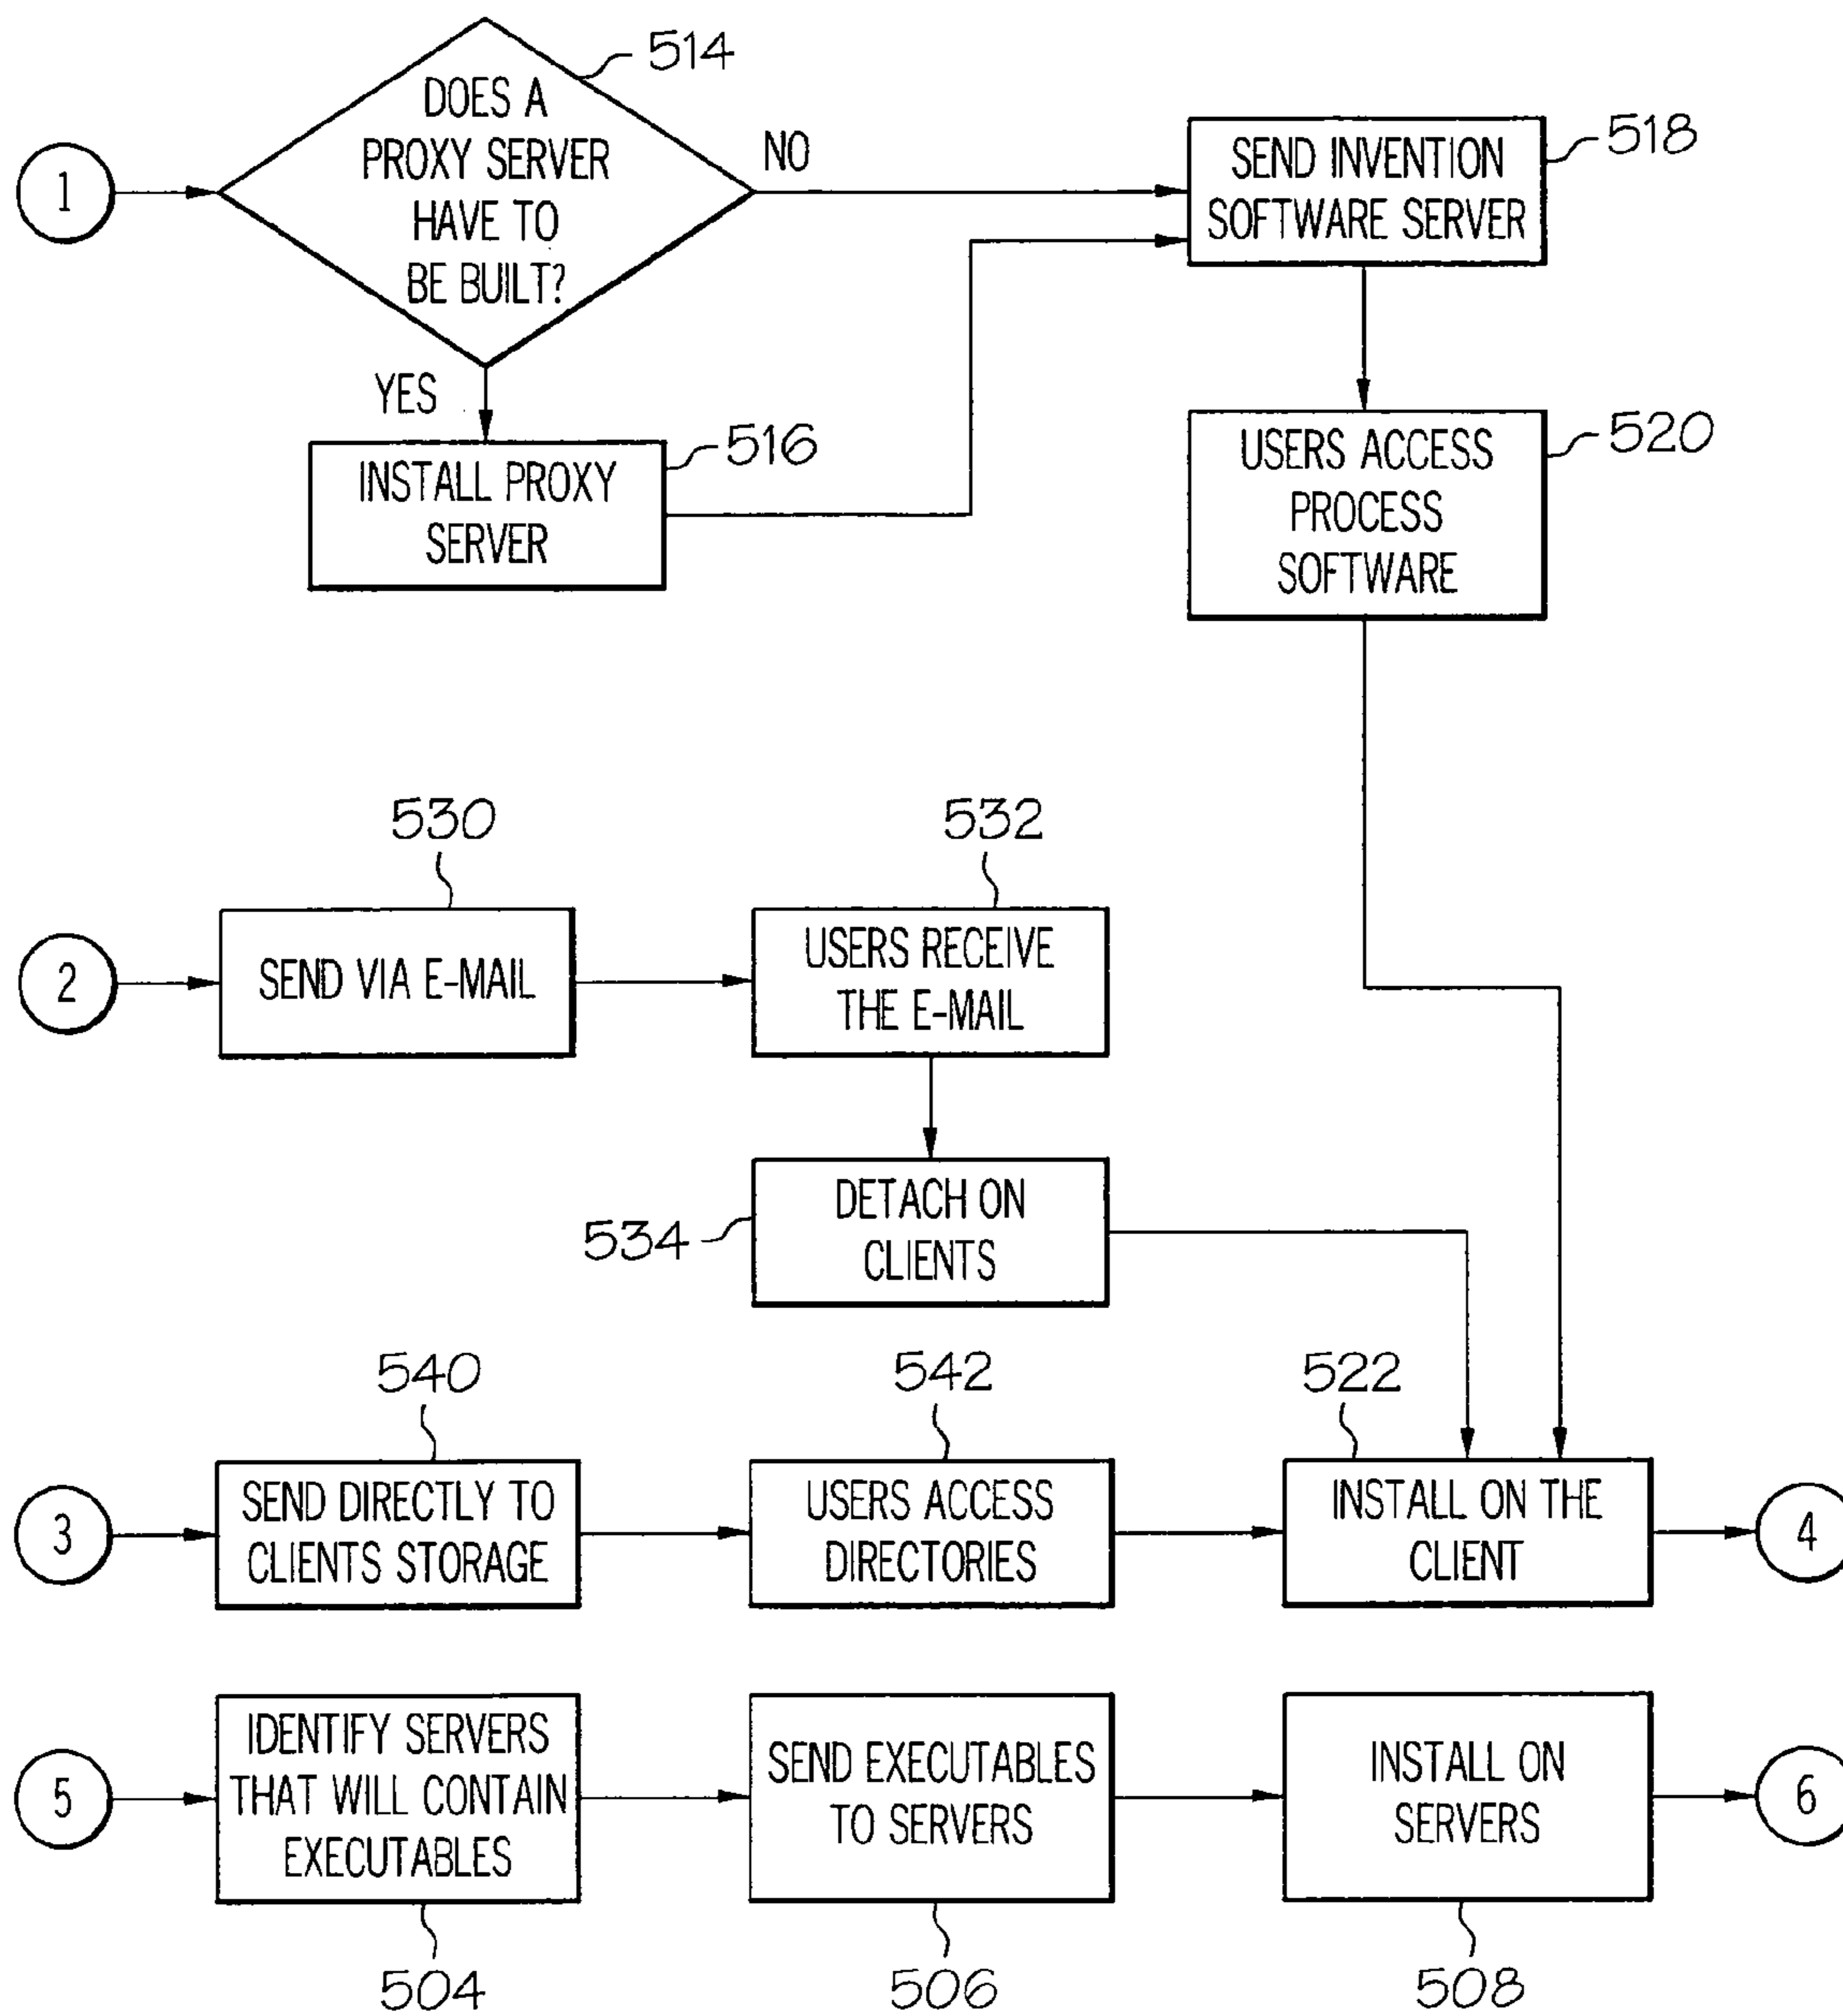 514
DOES A
PROXY SERVER
HAVE TO
BE BUILT?
1
NO
YES
518
SEND INVENTION
SOFTWARE SERVER
516
INSTALL PROXY
SERVER
520
USERS ACCESS
PROCESS
SOFTWARE
530
532
2
SEND VIA E-MAIL
USERS RECEIVE
THE E-MAIL
534
DETACH ON
CLIENTS
540
542
522
3
SEND DIRECTLY TO
CLIENTS STORAGE
USERS ACCESS
DIRECTORIES
INSTALL ON THE
CLIENT
4
5
IDENTIFY SERVERS
THAT WILL CONTAIN
EXECUTABLES
SEND EXECUTABLES
TO SERVERS
INSTALL ON
SERVERS
6
504
506
508